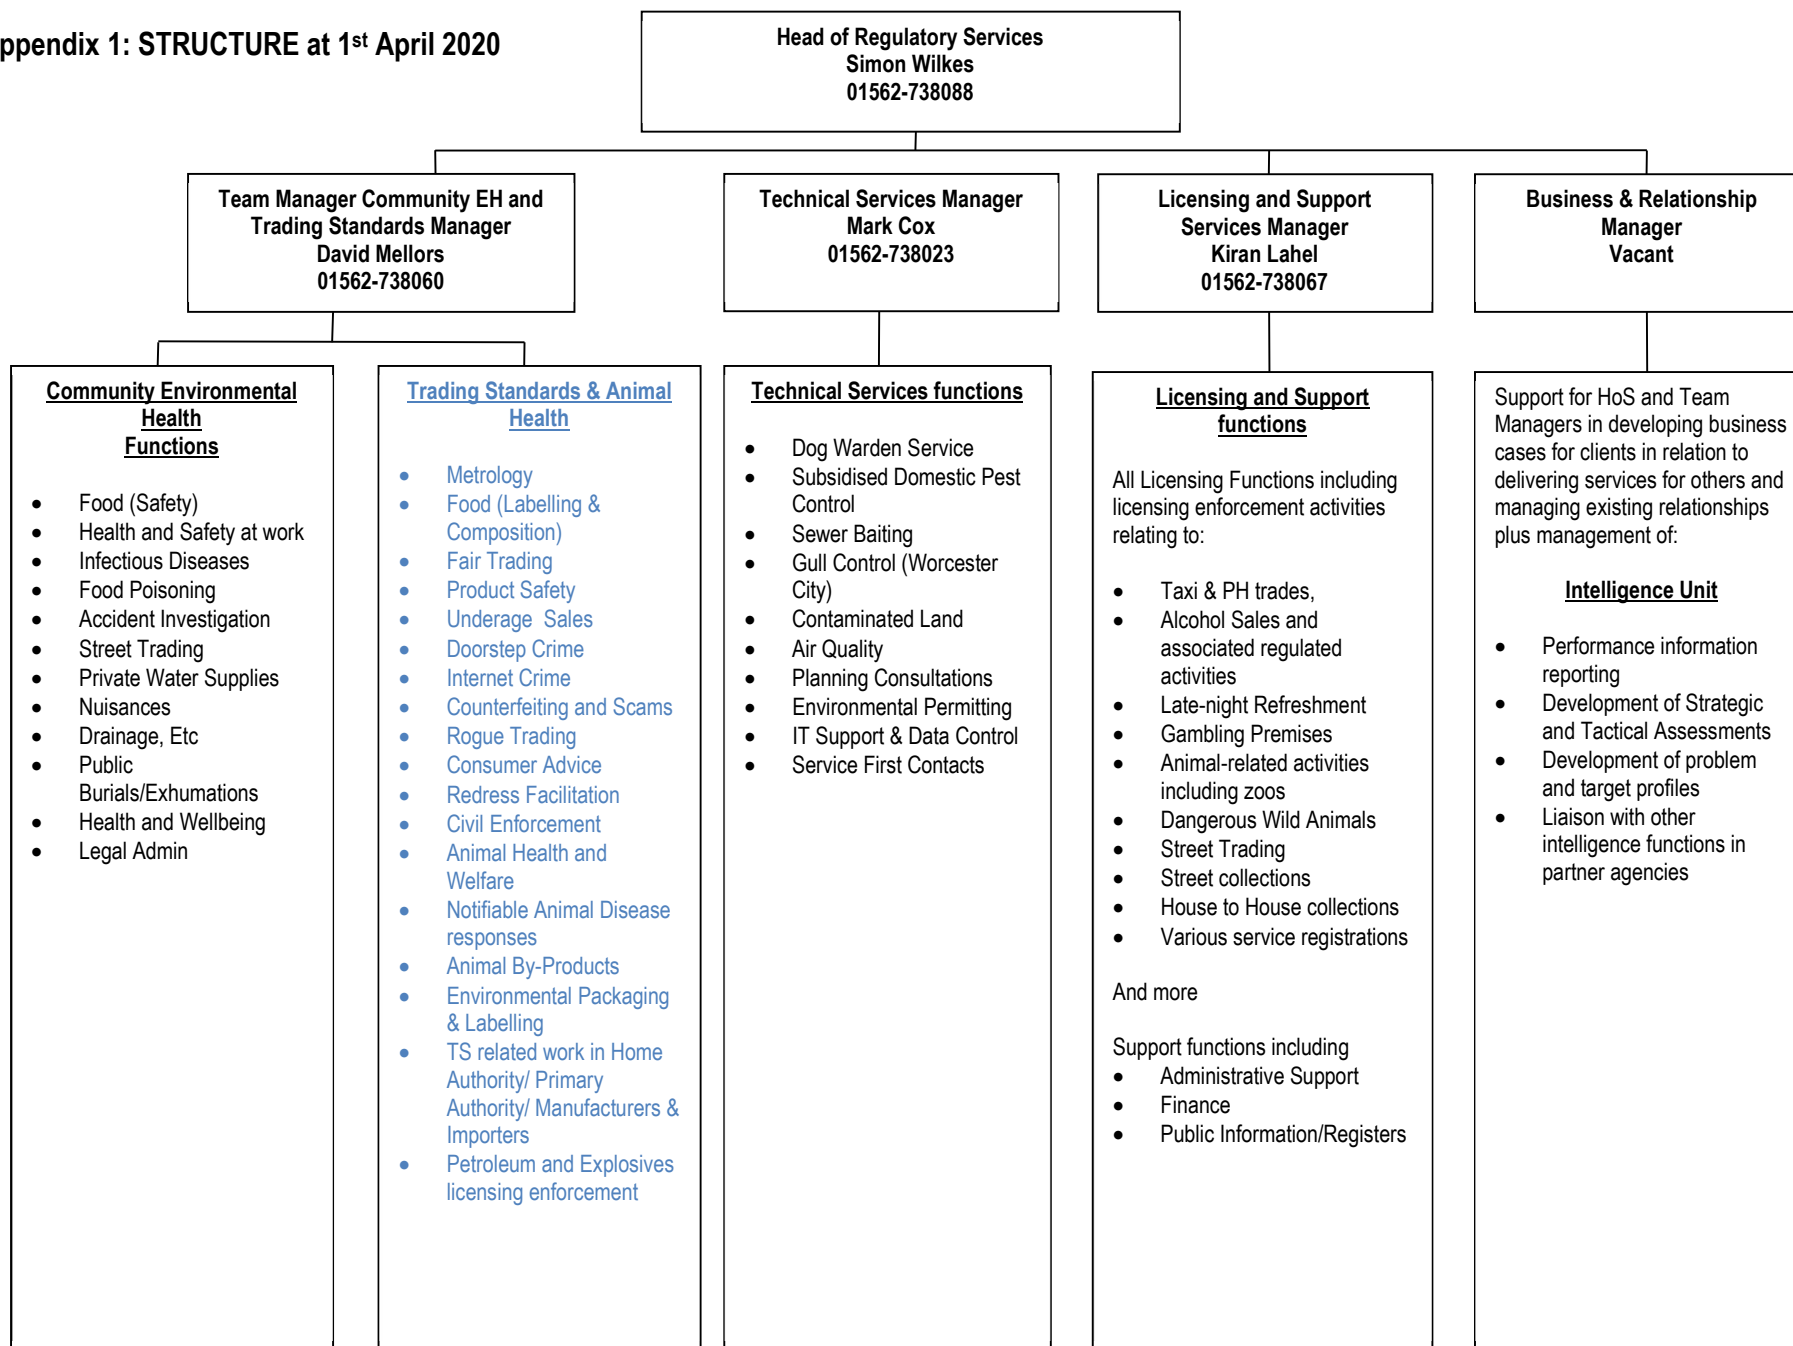 ppendix 1: STRUCTURE at 1st April 2020
Head of Regulatory Services
Simon Wilkes
01562-738088
Team Manager Community EH and
Trading Standards Manager
David Mellors
01562-738060
Technical Services Manager
Mark Cox
01562-738023
Licensing and Support
Services Manager
Kiran Lahel
01562-738067
Business & Relationship
Manager
Vacant
Community Environmental
Health
Functions
• Food (Safety)
• Health and Safety at work
• Infectious Diseases
• Food Poisoning
• Accident Investigation
• Street Trading
• Private Water Supplies
• Nuisances
• Drainage, Etc
• Public
Burials/Exhumations
• Health and Wellbeing
• Legal Admin
Trading Standards & Animal
Health
• Metrology
• Food (Labelling &
Composition)
• Fair Trading
• Product Safety
• Underage Sales
• Doorstep Crime
• Internet Crime
• Counterfeiting and Scams
• Rogue Trading
• Consumer Advice
• Redress Facilitation
• Civil Enforcement
• Animal Health and
Welfare
• Notifiable Animal Disease
responses
• Animal By-Products
• Environmental Packaging
& Labelling
• TS related work in Home
Authority/ Primary
Authority/ Manufacturers &
Importers
• Petroleum and Explosives
licensing enforcement
Technical Services functions
• Dog Warden Service
• Subsidised Domestic Pest
Control
• Sewer Baiting
• Gull Control (Worcester
City)
• Contaminated Land
• Air Quality
• Planning Consultations
• Environmental Permitting
• IT Support & Data Control
• Service First Contacts
Licensing and Support
functions
All Licensing Functions including
licensing enforcement activities
relating to:
• Taxi & PH trades,
• Alcohol Sales and
associated regulated
activities
• Late-night Refreshment
• Gambling Premises
• Animal-related activities
including zoos
• Dangerous Wild Animals
• Street Trading
• Street collections
• House to House collections
• Various service registrations
And more
Support functions including
• Administrative Support
• Finance
• Public Information/Registers
Support for HoS and Team
Managers in developing business
cases for clients in relation to
delivering services for others and
managing existing relationships
plus management of:
Intelligence Unit
• Performance information
reporting
• Development of Strategic
and Tactical Assessments
• Development of problem
and target profiles
• Liaison with other
intelligence functions in
partner agencies